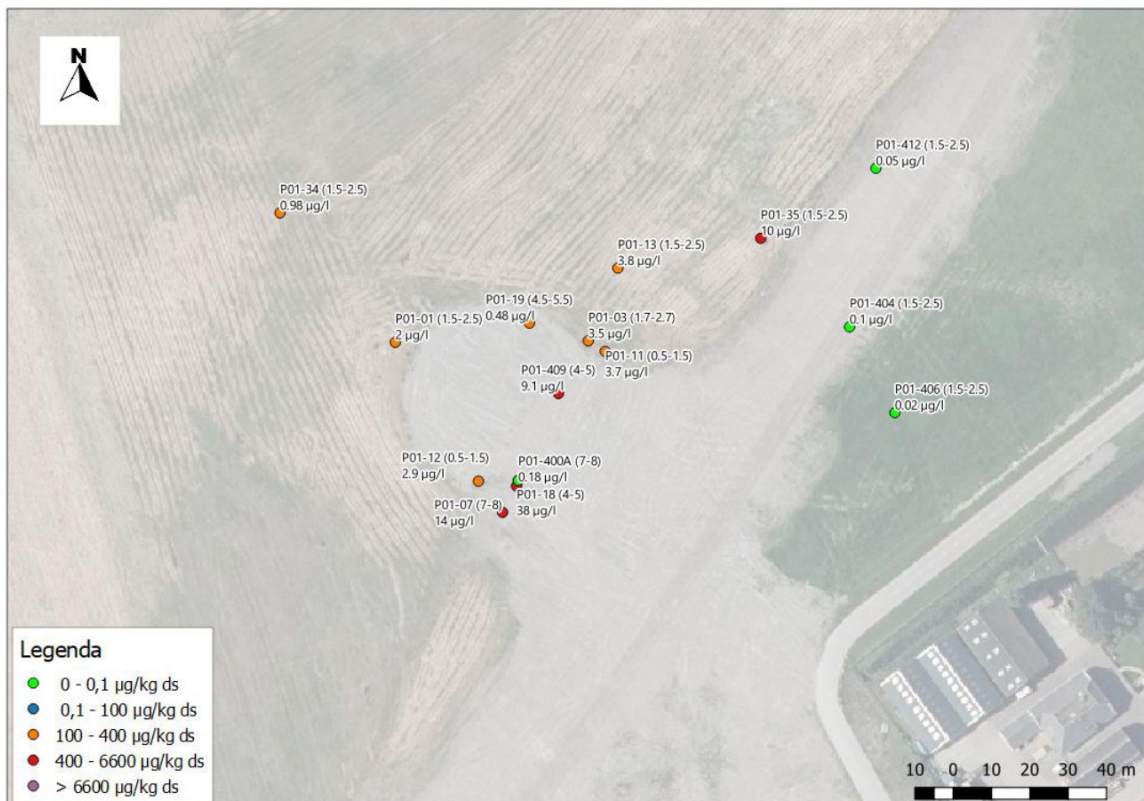 N
P01-412 (1.5-2.5)
0.05 µg/l
P01-34 (1.5-2.5)
0.98 µg/l
P01-35 (1.5-2.5)
10 µg/l
P01-13 (1.5-2.5)
3.8 µg/l
P01-19 (4.5-5.5)
0.48 µg/l
P01-404 (1.5-2.5)
0.1 µg/l
P01-01 (1.5-2.5)
2 µg/l
P01-03 (1.7-2.7)
3.5 µg/l
P01-11 (0.5-1.5)
3.7 µg/l
P01-409 (4-5)
9.1 µg/l
P01-406 (1.5-2.5)
0.02 µg/l
P01-12 (0.5-1.5)
2.9 µg/l
P01-400A (7-8)
0.18 µg/l
P01-18 (4-5)
38 µg/l
P01-07 (7-8)
14 µg/l
Legenda
0 - 0,1 µg/kg ds
0,1 - 100 µg/kg ds
100 - 400 µg/kg ds
400 - 6600 µg/kg ds
> 6600 µg/kg ds
10 0 10 20 30 40 m